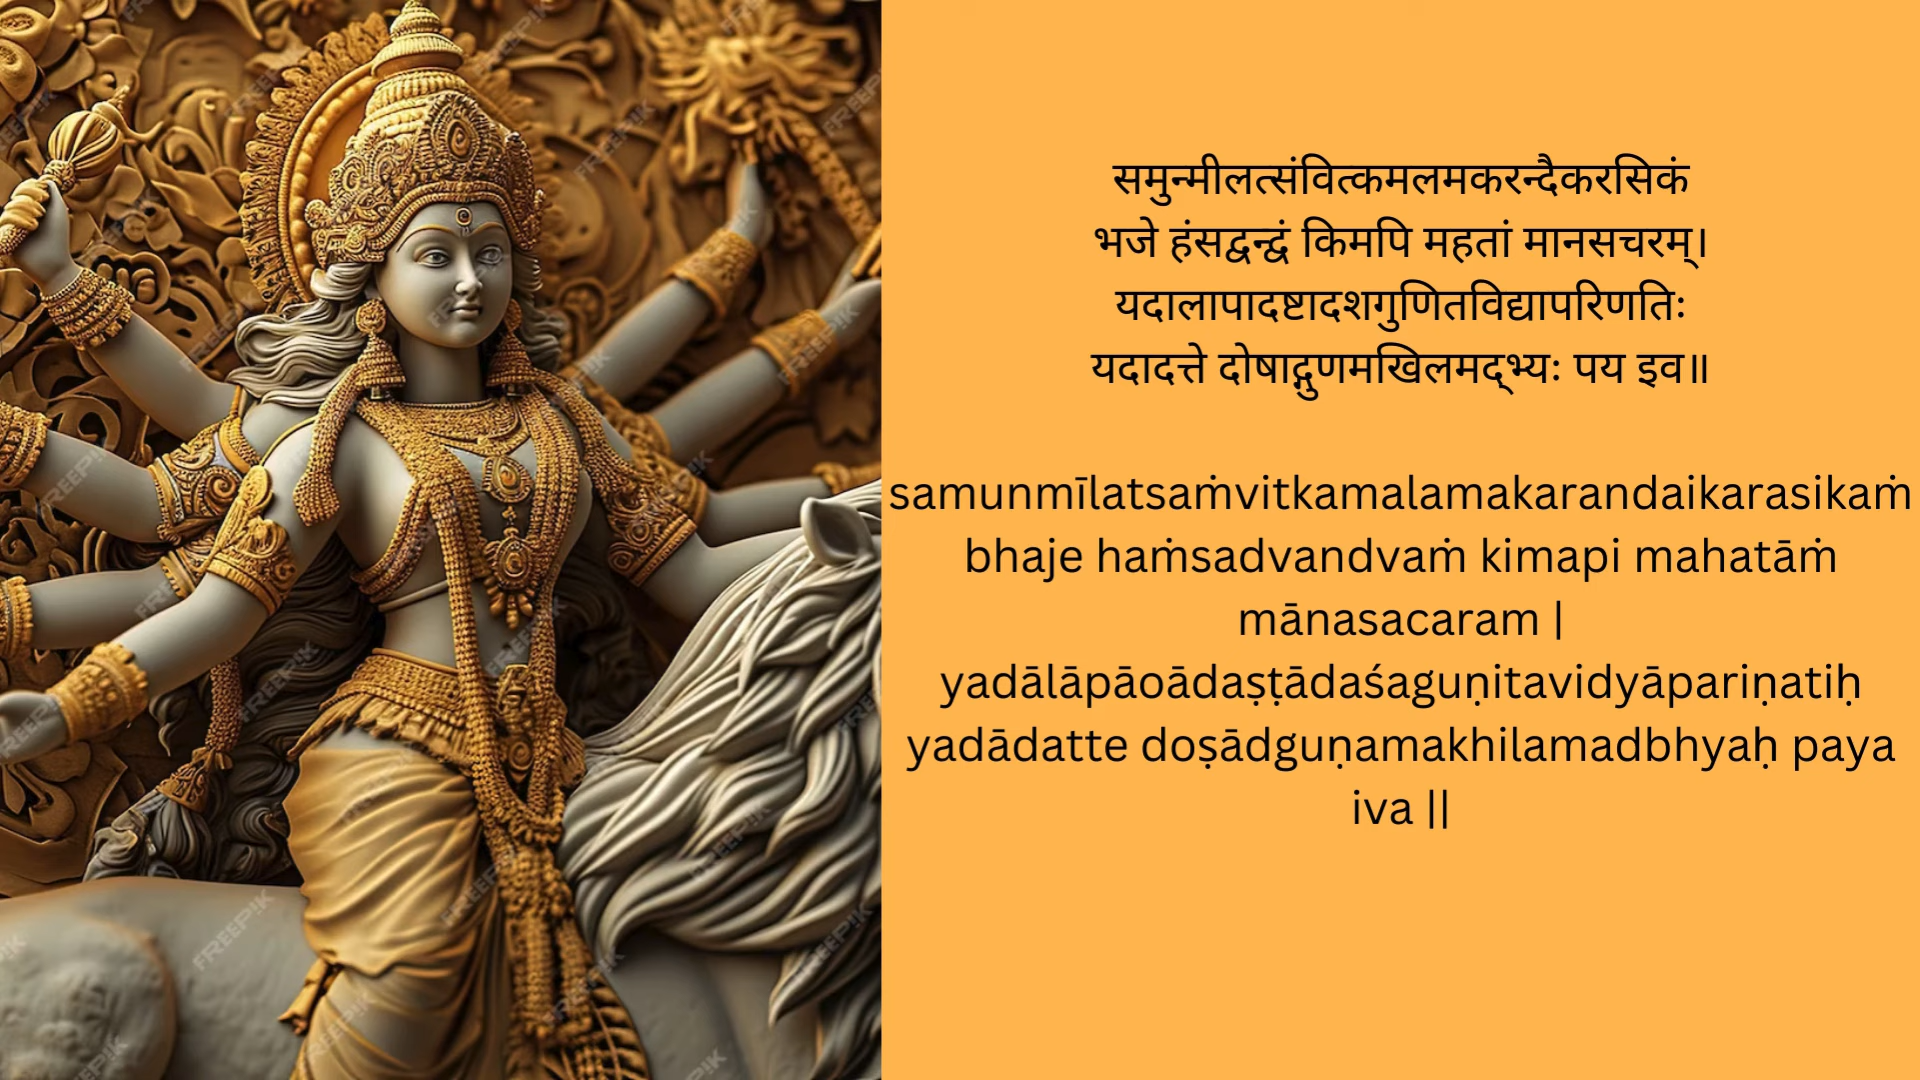 समुन्मीलत्संवित्कमलमकरन्दैकरसिकं
भजे हंसद्वन्द्वं किमपि महतां मानसचरम्।
यदालापादष्टादशगुणितविद्यापरिणतिः
यदादत्ते दोषाद्गुणमखिलमद्भ्यः पय इव॥
samunmīlatsaṁvitkamalamakarandaikarasikaṁ
bhaje haṁsadvandvaṁ kimapi mahatāṁ
mānasacaram |
yadālāpāoādaṣṭādaśaguṇitavidyāpariṇatiḥ
yadādatte doṣādguṇamakhilamadbhyaḥ paya
iva ||